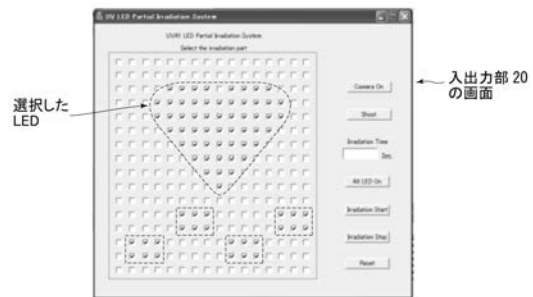 UV LED Partial Irradiation System
UVA1 LED Partial Irradiation System
Select the irradiation part
選択した
LED
Camera On
Shoot
Irradiation Time
Sec.
All LED On
Irradiation Start
Irradiation Stop
Reset
入出力部 20
の画面